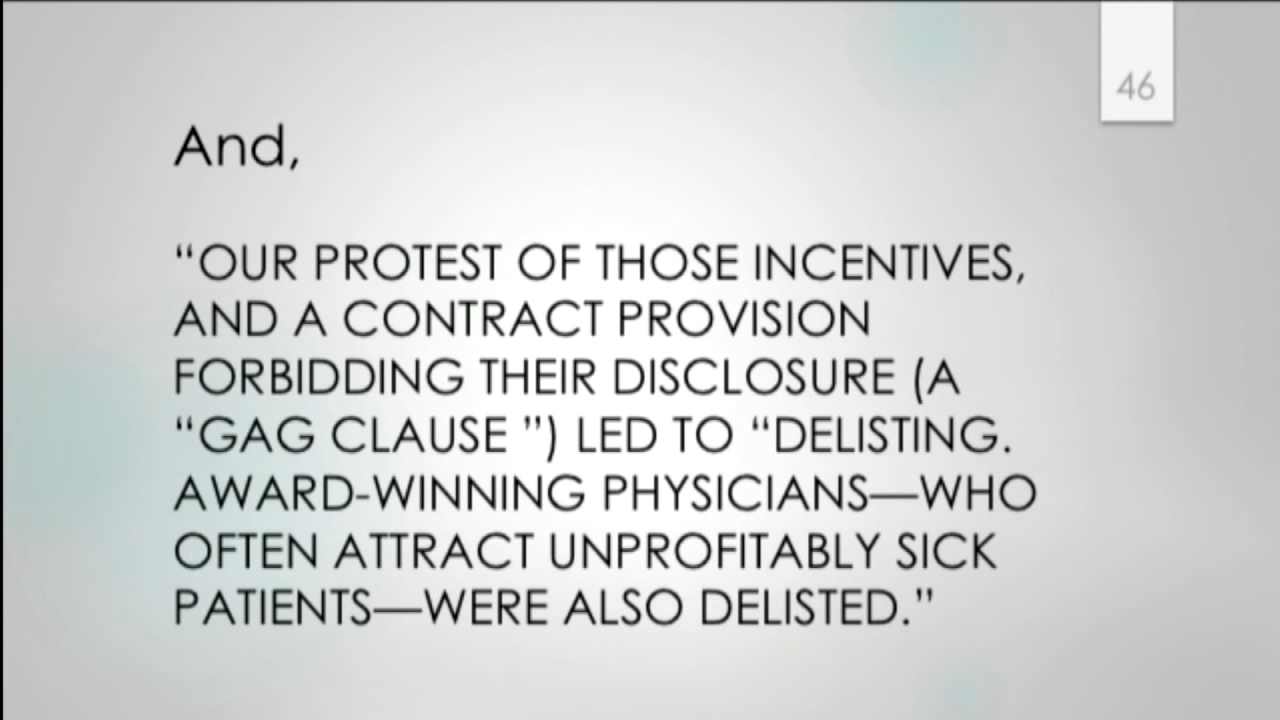 46
And,
“OUR PROTEST OF THOSE INCENTIVES,
AND A CONTRACT PROVISION
FORBIDDING THEIR DISCLOSURE (A
“GAG CLAUSE ”) LED TO “DELISTING.
AWARD-WINNING PHYSICIANS—WHO
OFTEN ATTRACT UNPROFITABLY SICK
PATIENTS—WERE ALSO DELISTED.”